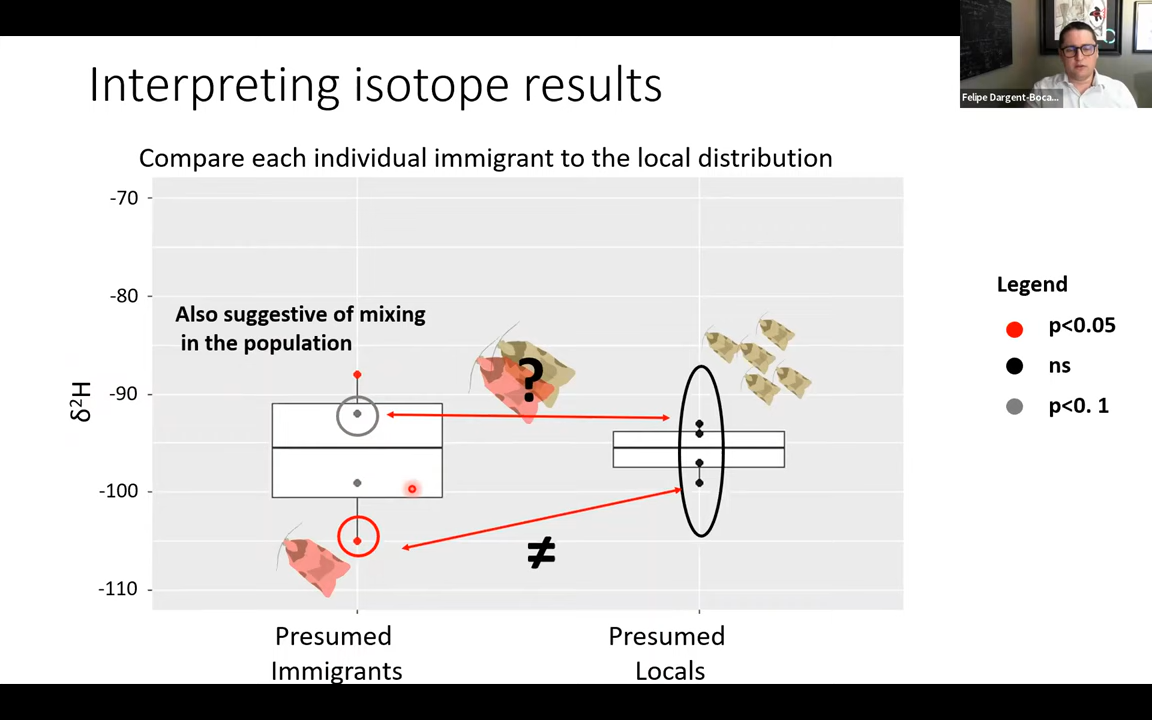 Interpreting isotope results
Felipe Dargent-Boca...
Compare each individual immigrant to the local distribution
-70
-80
-90
-100
-110
δ²H
Also suggestive of mixing
in the population
?
≠
Legend
p<0.05
ns
p<0. 1
Presumed
Immigrants
Presumed
Locals